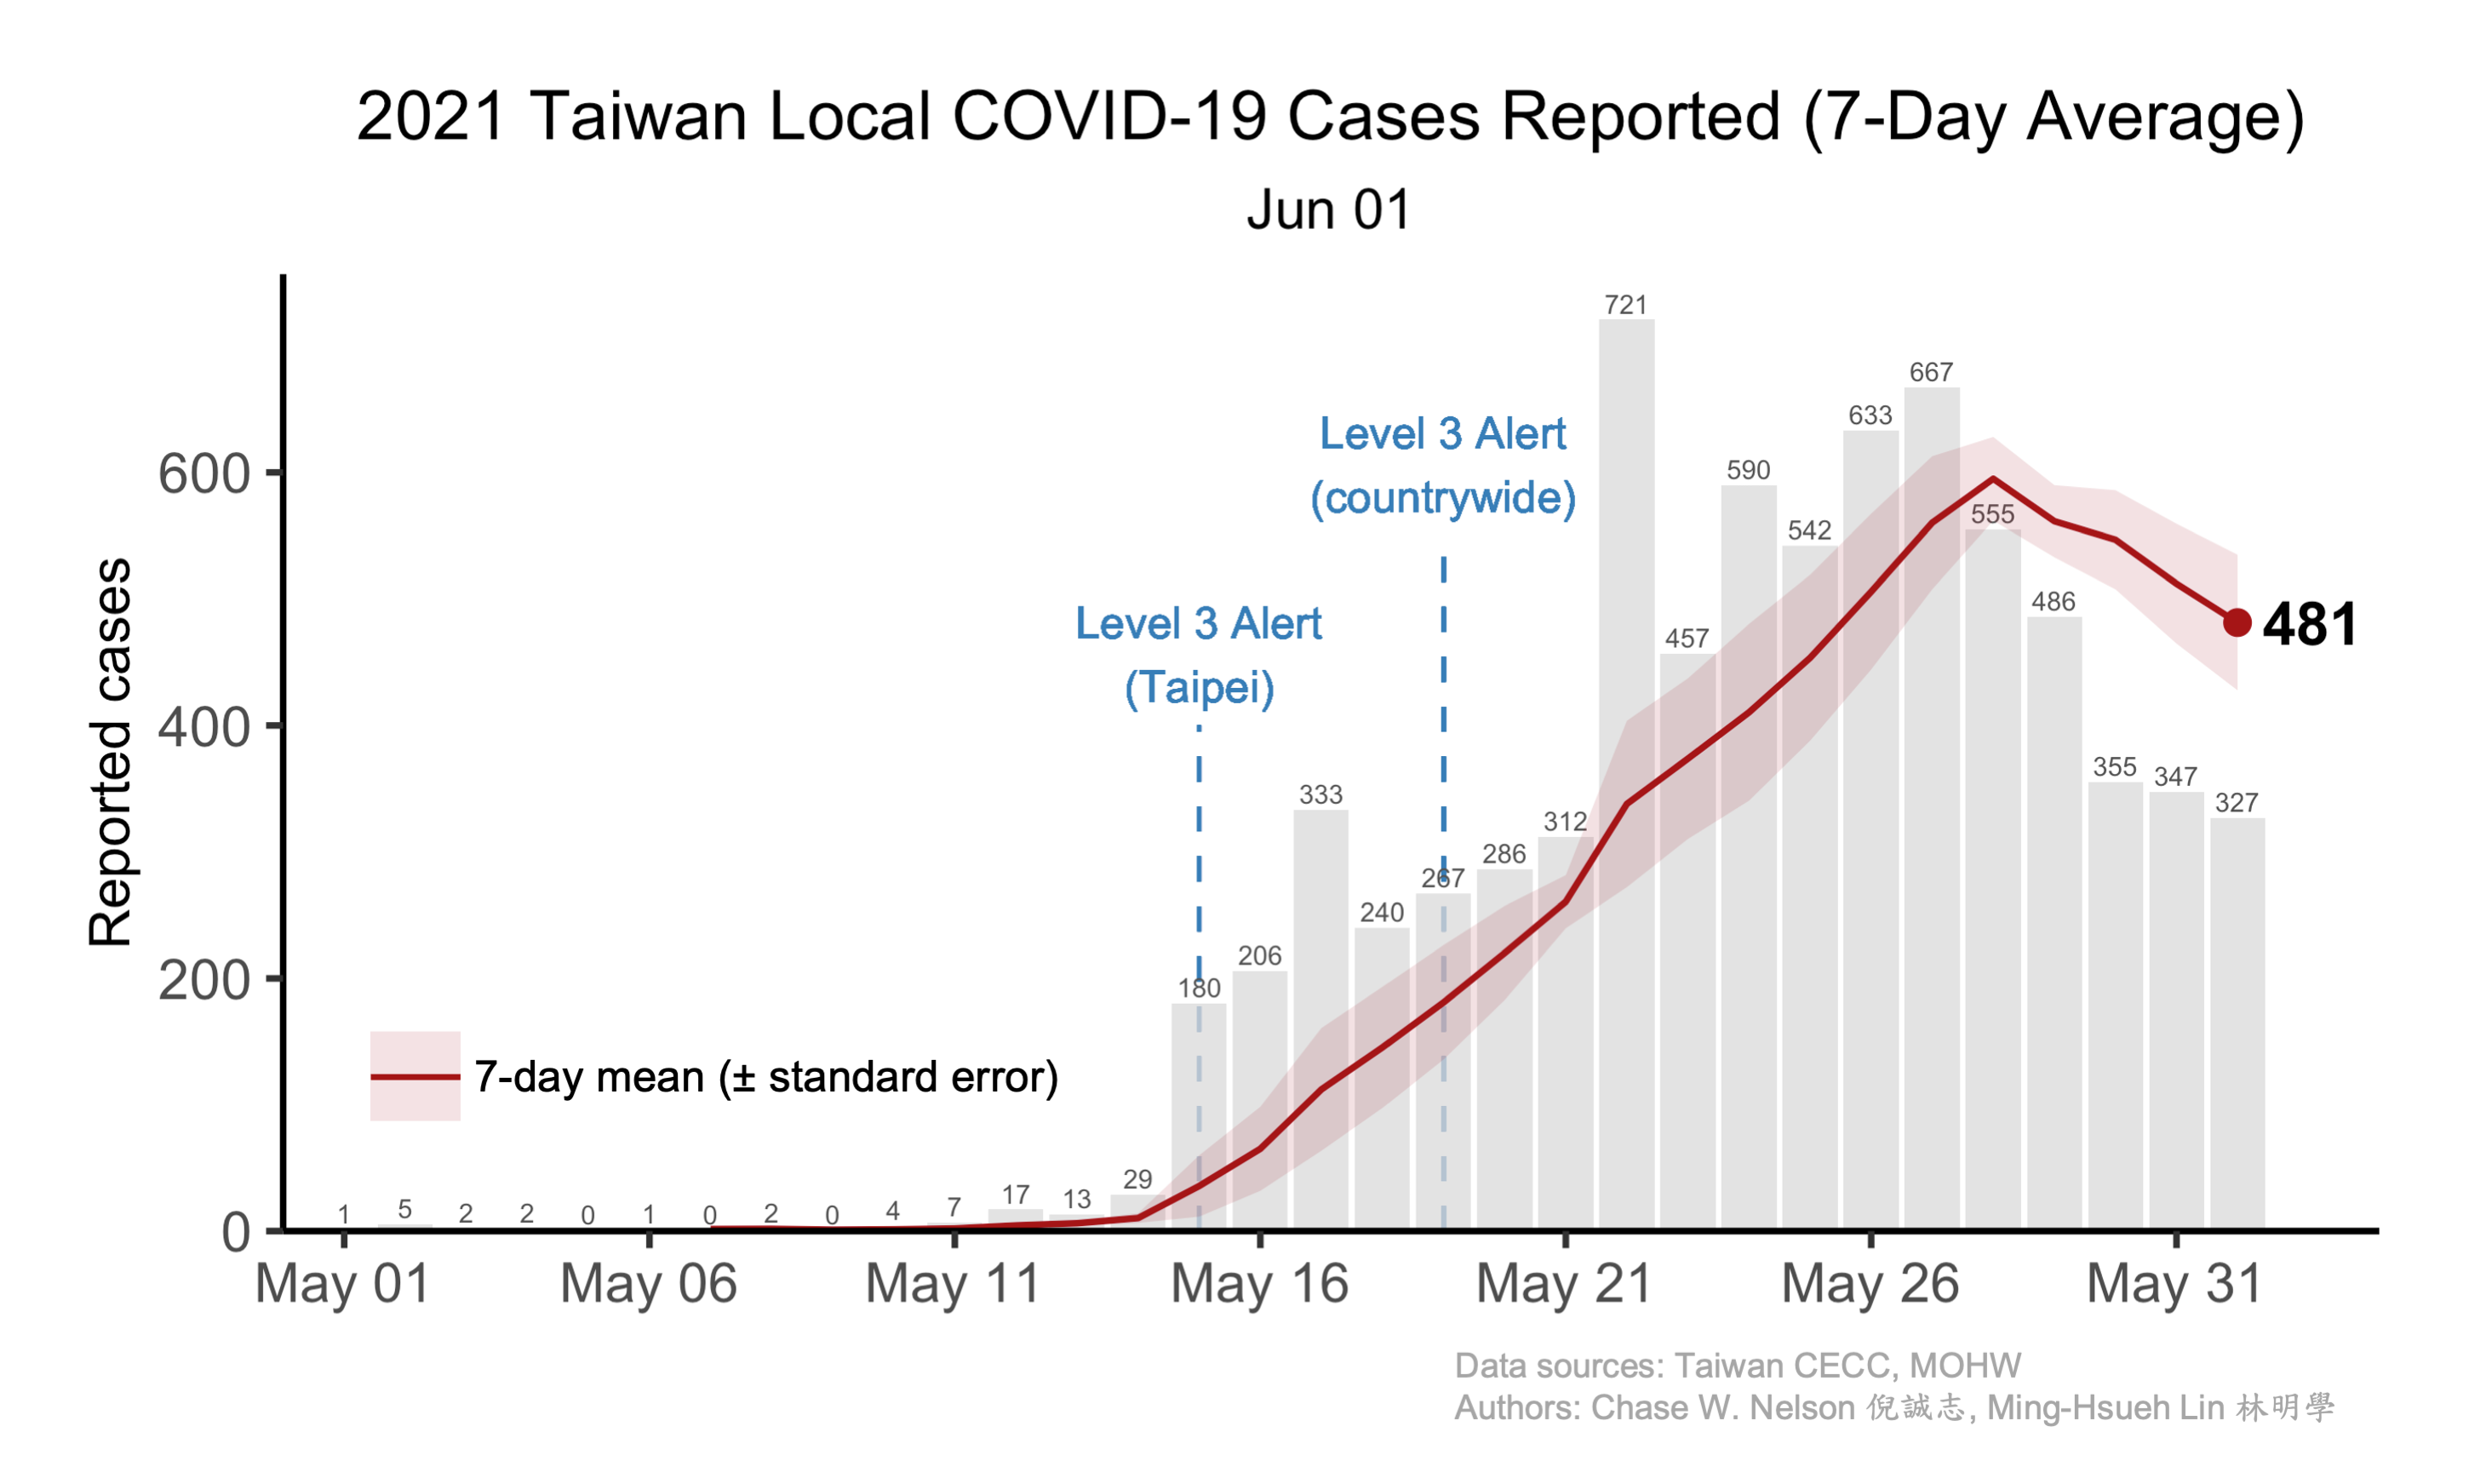 2021 Taiwan Local COVID-19 Cases Reported (7-Day Average)
Jun 01
Reported cases
600
400
200
0
Level 3 Alert
(countrywide)
Level 3 Alert
(Taipei)
7-day mean (± standard error)
1
5
2
2
0
1
0
2
0
4
7
17
13
29
180
206
333
240
267
286
312
721
457
590
542
633
667
555
486
355
347
327
481
May 01
May 06
May 11
May 16
May 21
May 26
May 31
Data sources: Taiwan CECC, MOHW
Authors: Chase W. Nelson 倪誠志, Ming-Hsueh Lin 林明學